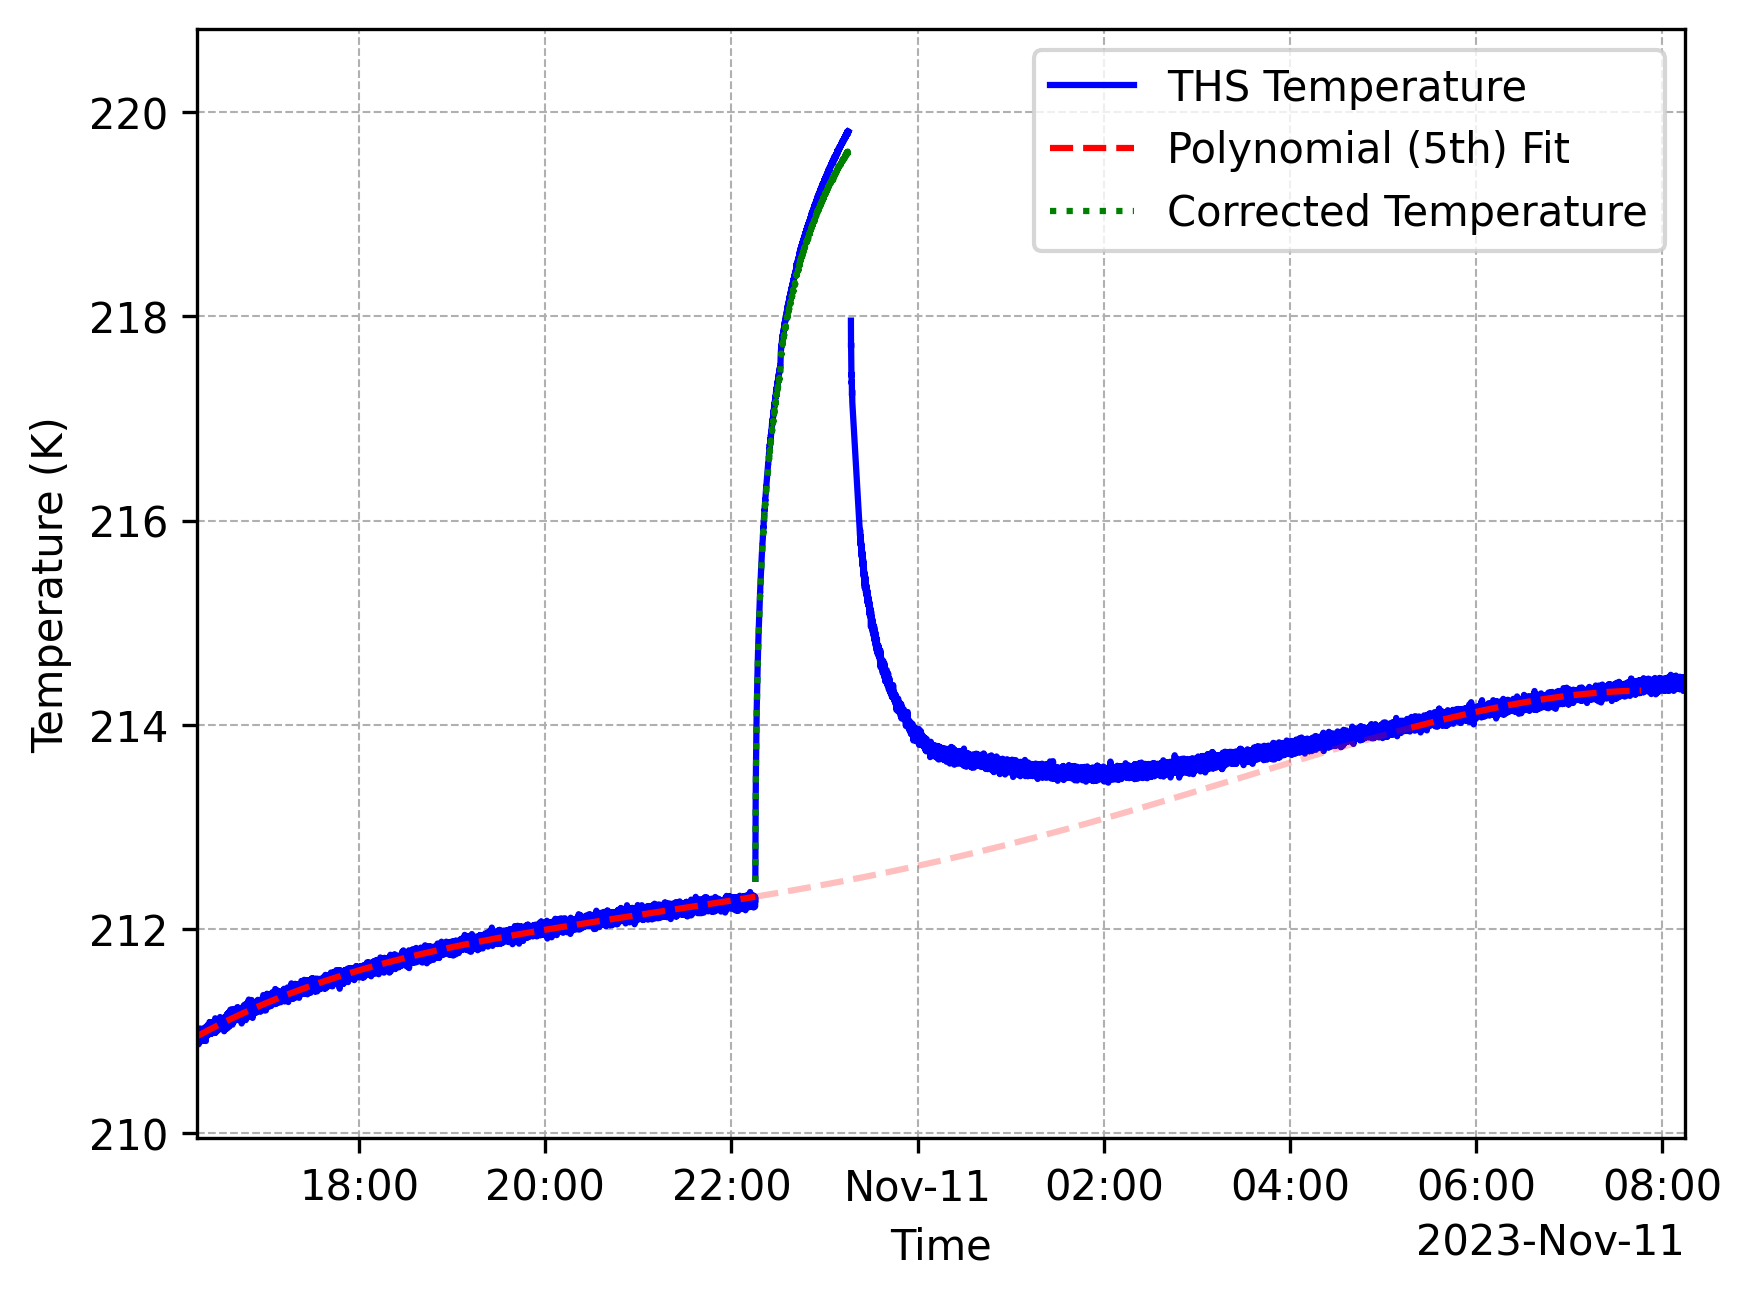 220
218
216
214
212
210
Temperature (K)
THS Temperature
Polynomial (5th) Fit
Corrected Temperature
18:00 20:00 22:00 Nov-11 02:00 04:00 06:00 08:00
Time
2023-Nov-11